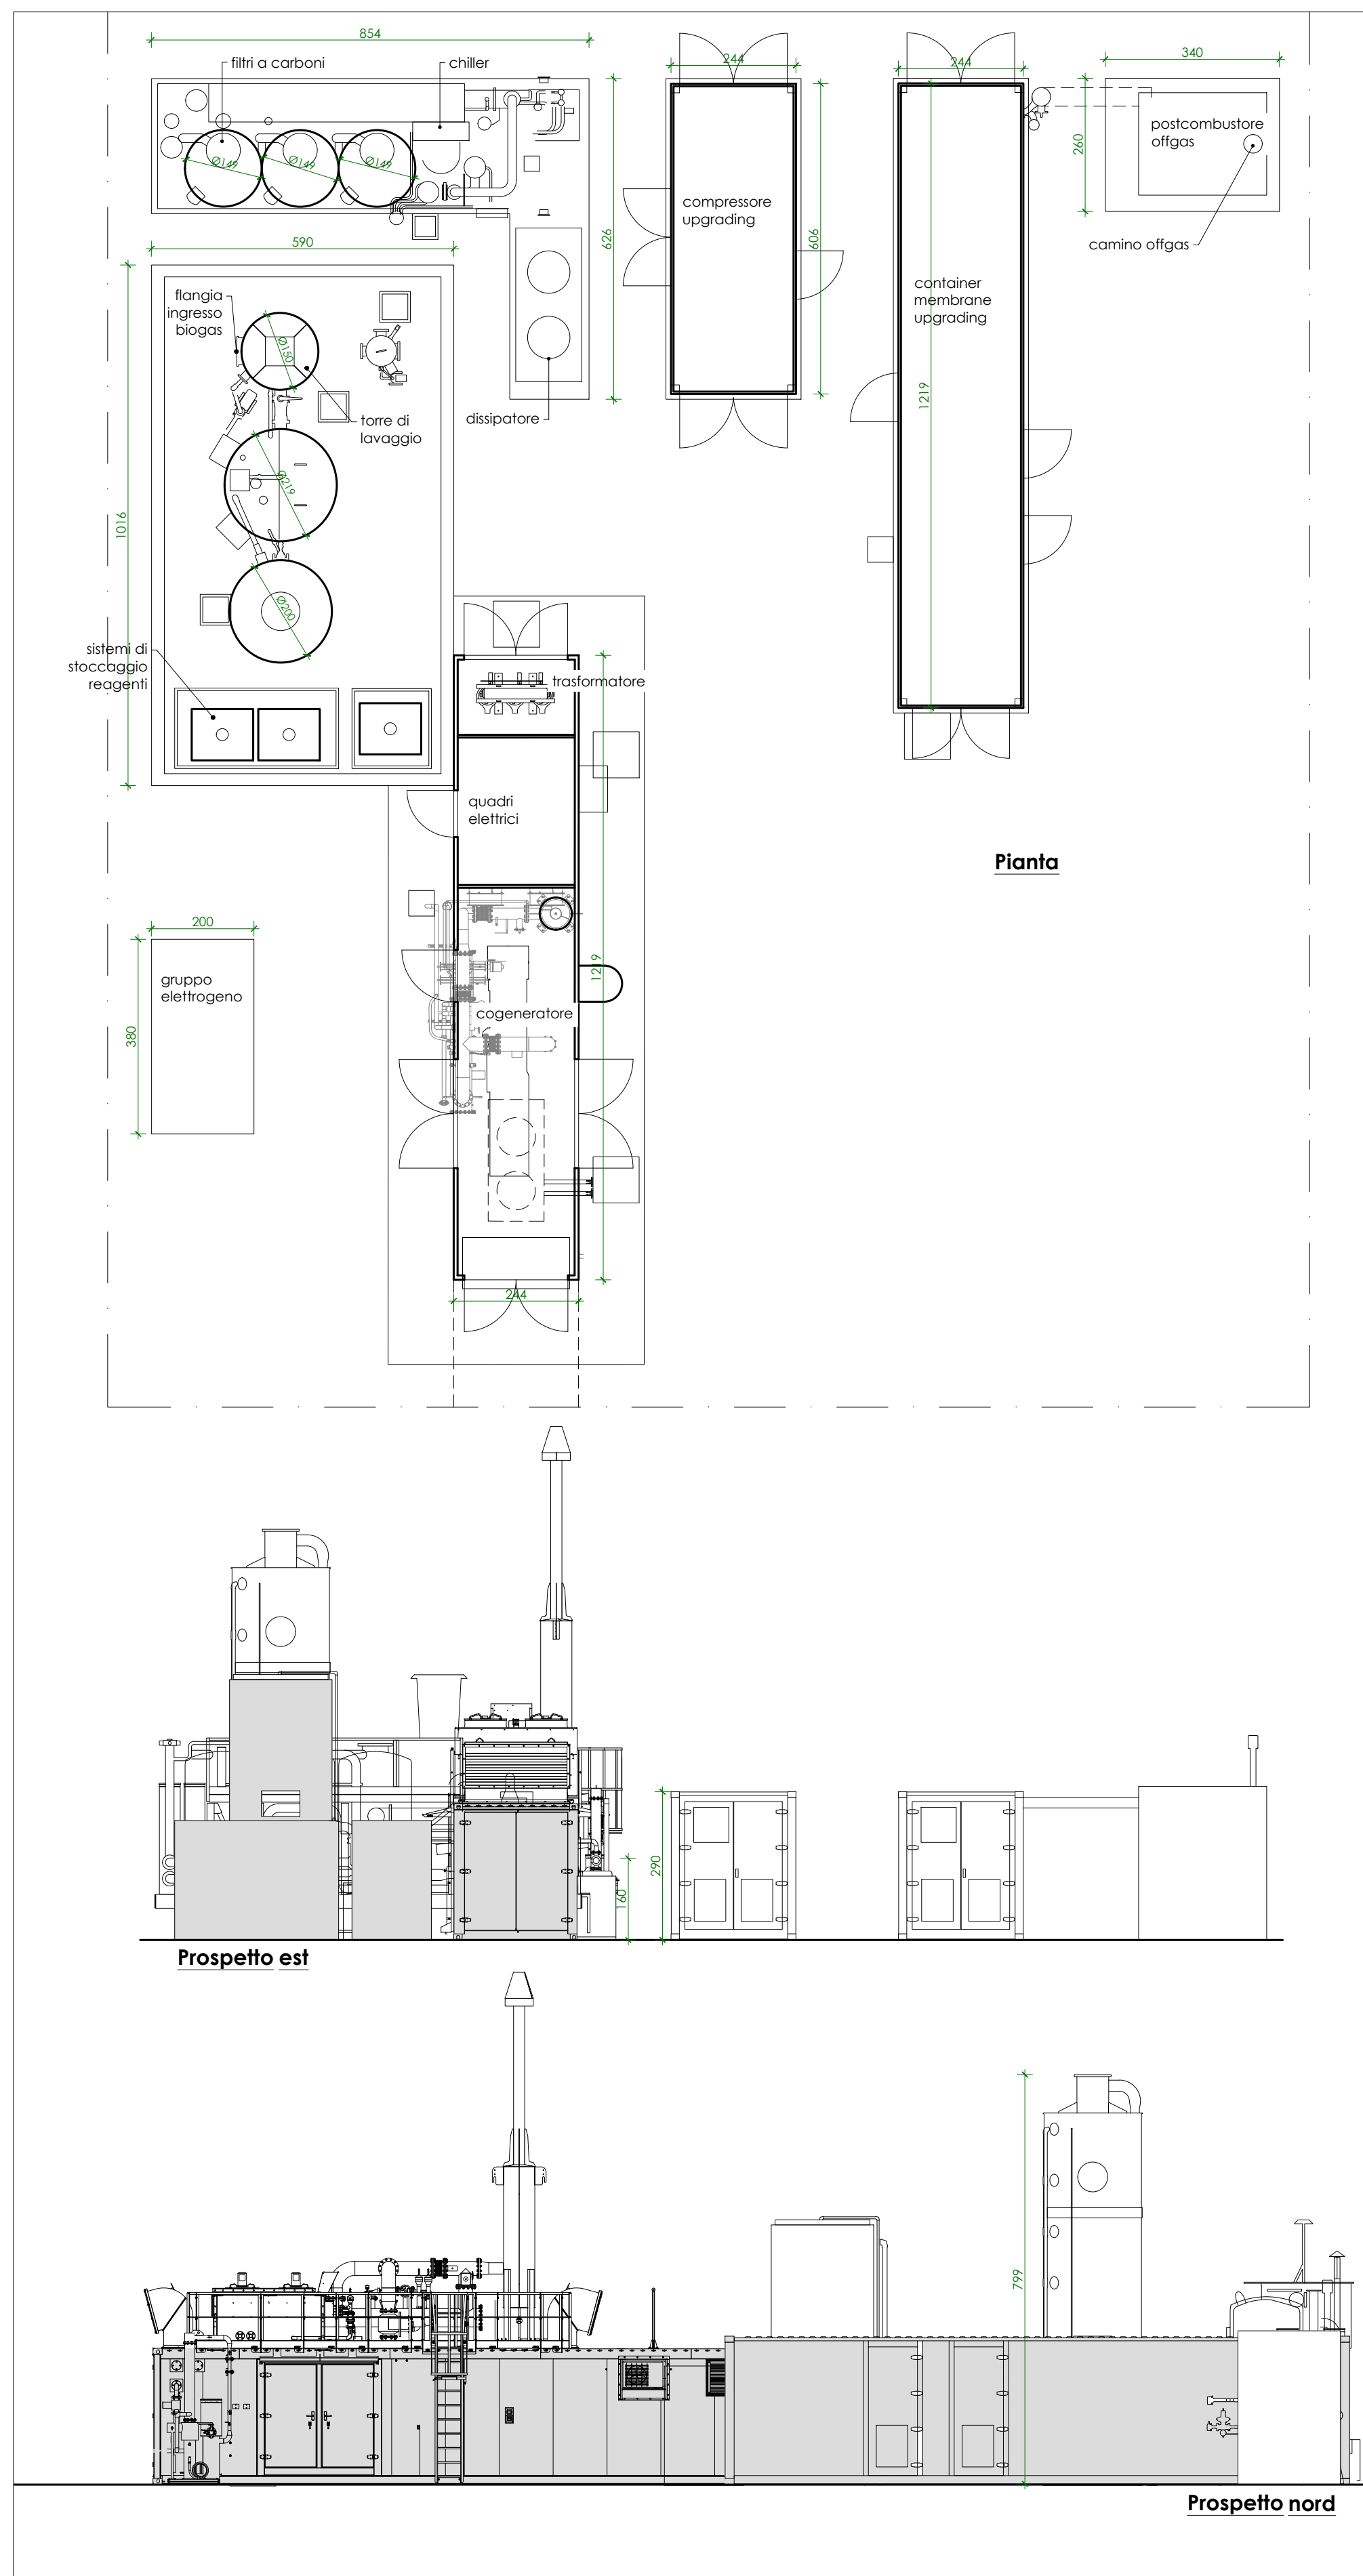 854
filtri a carboni
chiller
Ø149
Ø149
Ø149
244
244
340
260
postcombustore
offgas
camino offgas
compressore
upgrading
626
606
590
flangia
ingresso
biogas
Ø150
torre di
lavaggio
dissipatore
container
membrane
upgrading
1219
1016
Ø219
Ø200
sistemi di
stoccaggio
reagenti
trasformatore
quadri
elettrici
Pianta
200
gruppo
elettrogeno
380
1219
cogeneratore
244
290
160
Prospetto est
799
Prospetto nord